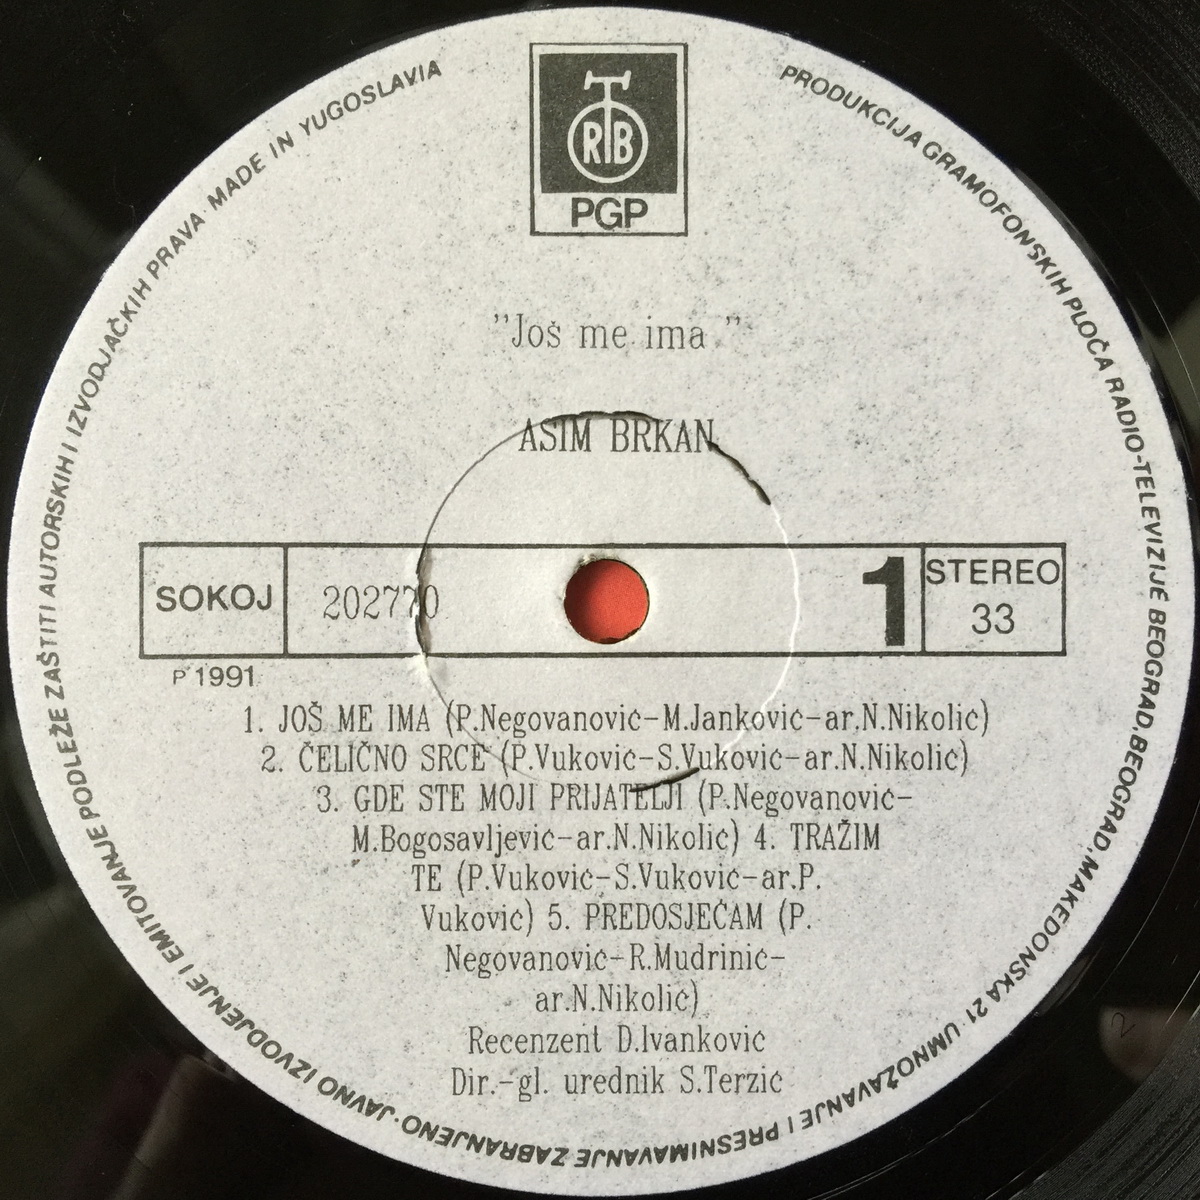 RTB
PGP
"Još me ima"
ASIM BRKAN
SOKOJ
202770
1
STEREO
33
P 1991
1. JOŠ ME IMA (P.Negovanović-M.Janković-ar.N.Nikolić)
2. ČELIČNO SRCE (P.Vuković-S.Vuković-ar.N.Nikolić)
3. GDE STE MOJI PRIJATELJI (P.Negovanović-
M.Bogosavljević-ar.N.Nikolić) 4. TRAŽIM
TE (P.Vuković-S.Vuković-ar.P.
Vuković) 5. PREDOSJEĆAM (P.
Negovanović-R.Mudrinić-
ar.N.Nikolić)
Recenzent D.Ivanković
Dir.-gl. urednik S.Terzić
PRODUKCIJA GRAMOFONSKIH PLOČA RADIO-TELEVIZIJE BEOGRAD, BEOGRAD, MAKEDONSKA 21 UMNOŽAVANJE I PRESNIMAVANJE ZABRANJENO. JAVNO IZVODJENJE I EMITOVANJE PODLEŽE ZAŠTITI AUTORSKIH I IZVODJAČKIH PRAVA MADE IN YUGOSLAVIA